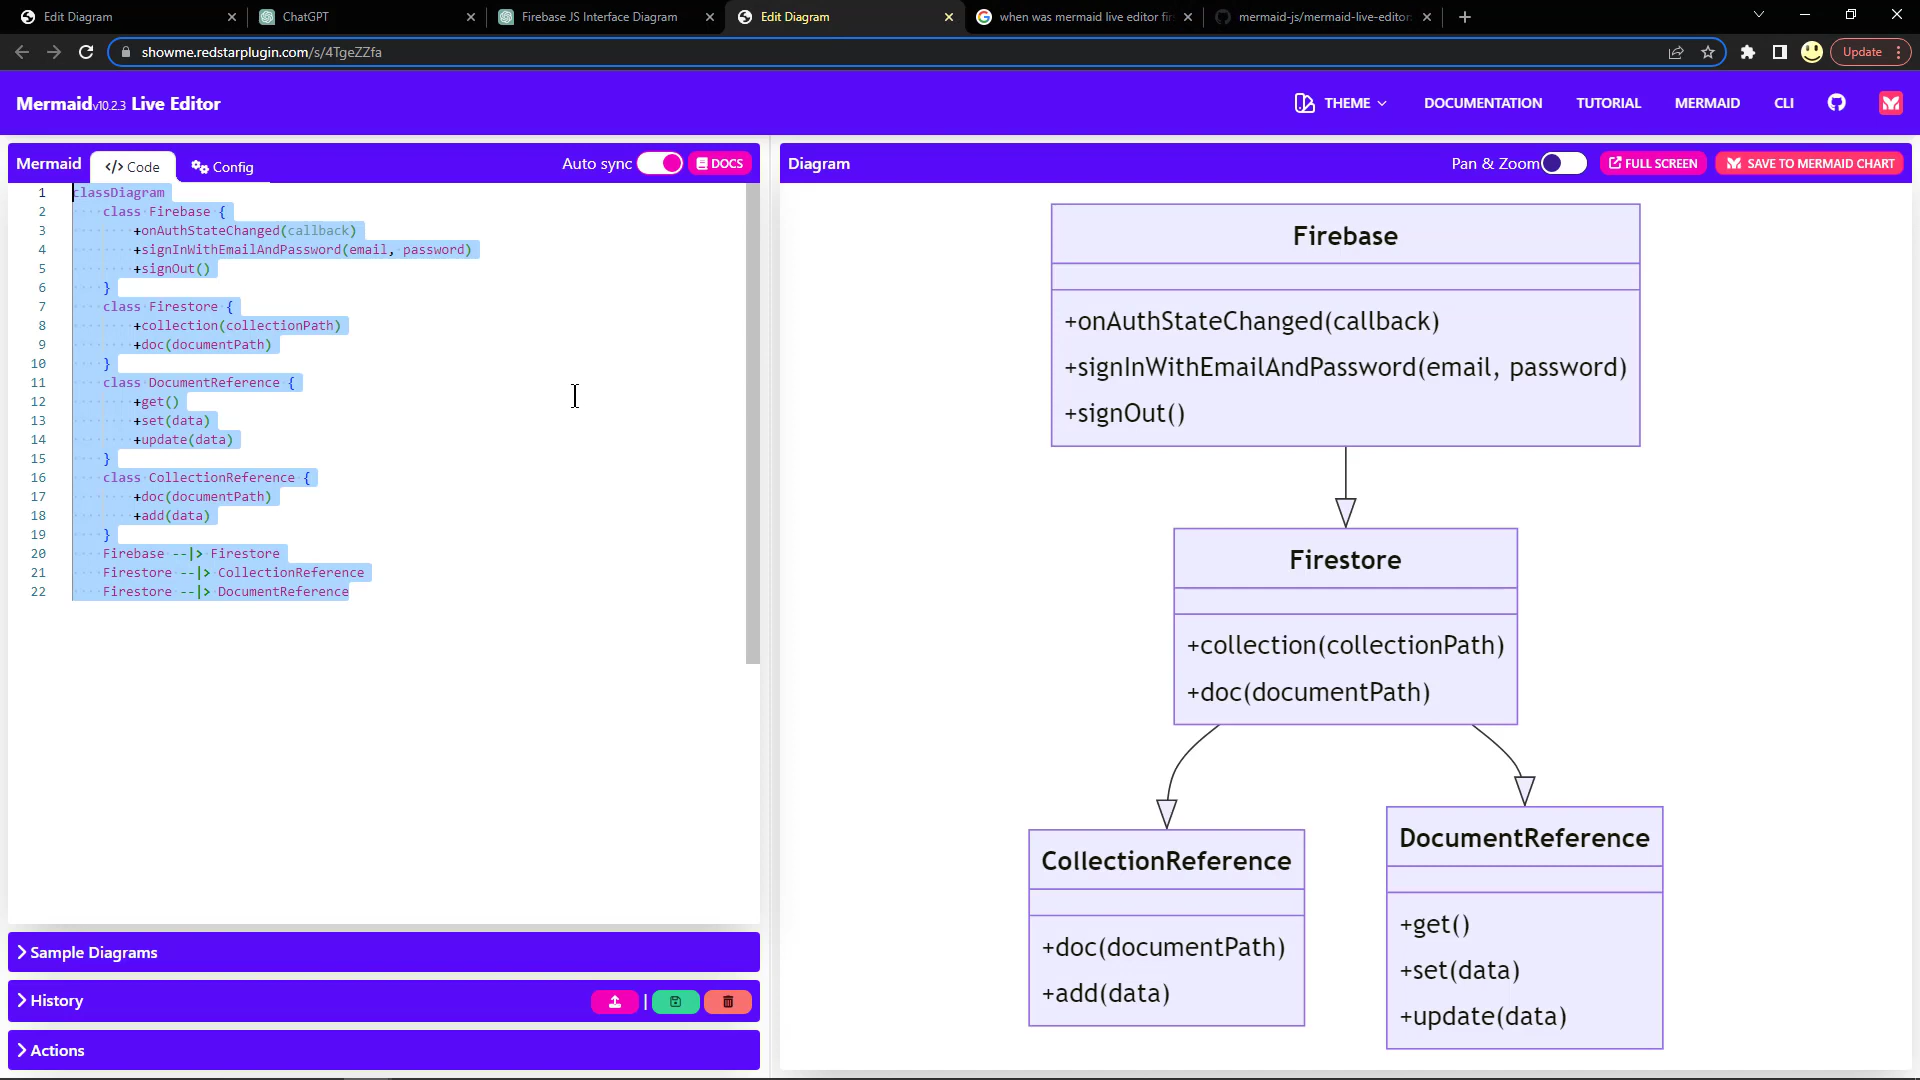 Edit Diagram
ChatGPT
Firebase JS Interface Diagram
Edit Diagram
when was mermaid live editor fi
mermaid-js/mermaid-live-editor
showme.redstarplugin.com/s/4TgeZZfa
Update
Mermaidv10.2.3 Live Editor
THEME
DOCUMENTATION
TUTORIAL
MERMAID
CLI
Mermaid
</> Code
Config
Auto sync
DOCS
1 classDiagram
2 class Firebase {
3 +onAuthStateChanged(callback)
4 +signInWithEmailAndPassword(email, password)
5 +signOut()
6 }
7 class Firestore {
8 +collection(collectionPath)
9 +doc(documentPath)
10 }
11 class DocumentReference {
12 +get()
13 +set(data)
14 +update(data)
15 }
16 class CollectionReference {
17 +doc(documentPath)
18 +add(data)
19 }
20 Firebase --|> Firestore
21 Firestore --|> CollectionReference
22 Firestore --|> DocumentReference
Sample Diagrams
History
Actions
Diagram
Pan & Zoom
FULL SCREEN
SAVE TO MERMAID CHART
Firebase
+onAuthStateChanged(callback)
+signInWithEmailAndPassword(email, password)
+signOut()
Firestore
+collection(collectionPath)
+doc(documentPath)
CollectionReference
+doc(documentPath)
+add(data)
DocumentReference
+get()
+set(data)
+update(data)